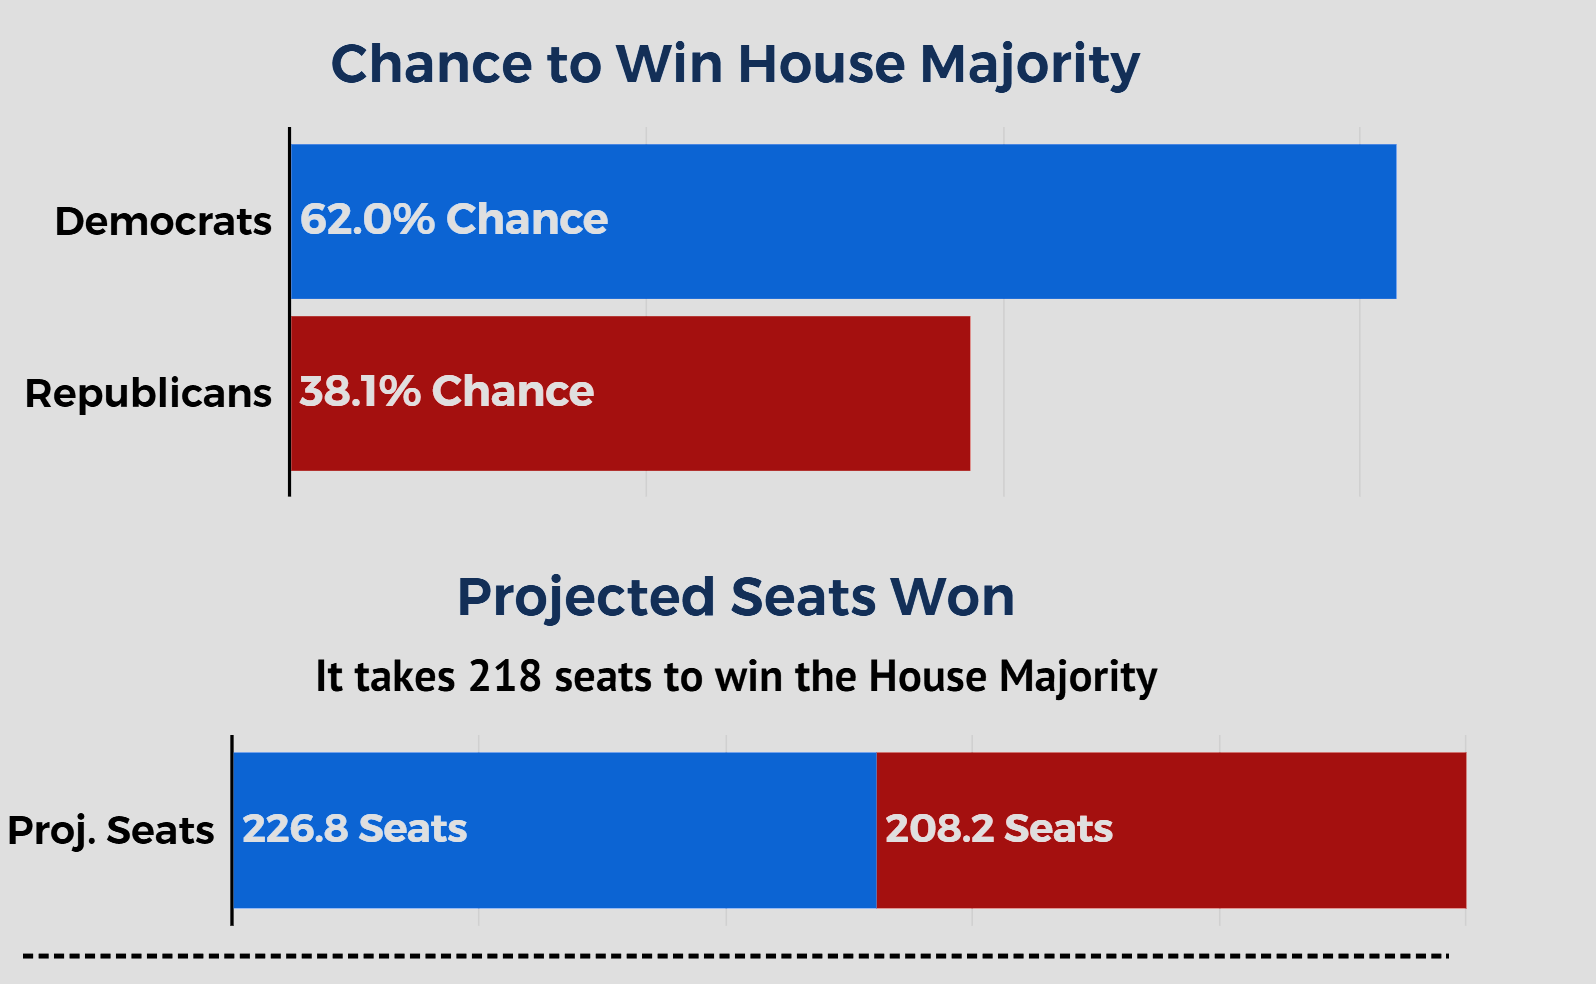 Chance to Win House Majority
Democrats
62.0% Chance
Republicans
38.1% Chance
Projected Seats Won
It takes 218 seats to win the House Majority
Proj. Seats
226.8 Seats
208.2 Seats